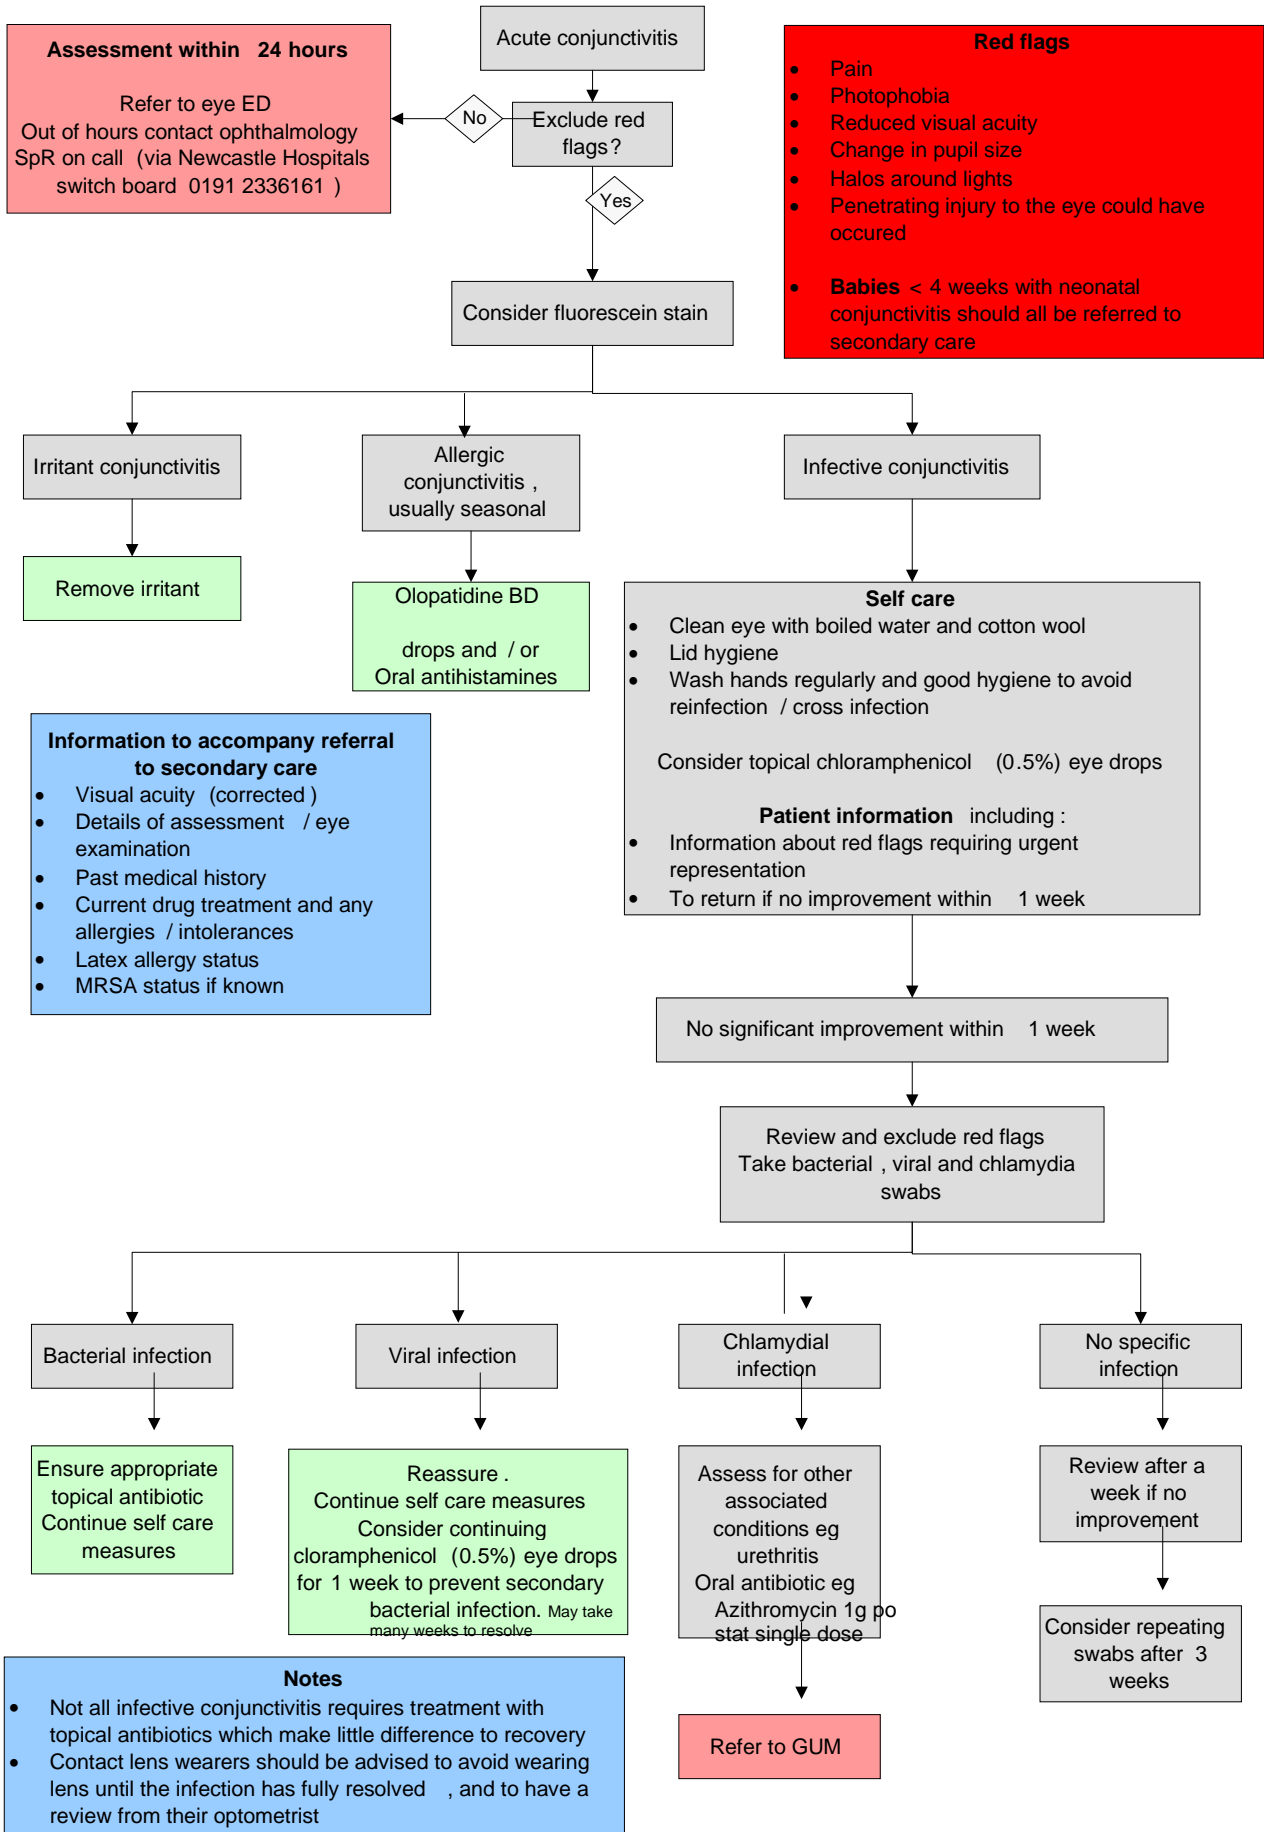 Acute conjunctivitis
Assessment within 24 hours
Refer to eye ED
Out of hours contact ophthalmology
SpR on call (via Newcastle Hospitals
switch board 0191 2336161 )
No
Exclude red
flags?
Yes
Red flags
• Pain
• Photophobia
• Reduced visual acuity
• Change in pupil size
• Halos around lights
• Penetrating injury to the eye could have
occured
• Babies < 4 weeks with neonatal
conjunctivitis should all be referred to
secondary care
Consider fluorescein stain
Irritant conjunctivitis
Allergic
conjunctivitis ,
usually seasonal
Infective conjunctivitis
Remove irritant
Olopatidine BD
drops and / or
Oral antihistamines
Self care
• Clean eye with boiled water and cotton wool
• Lid hygiene
• Wash hands regularly and good hygiene to avoid
reinfection / cross infection
Consider topical chloramphenicol (0.5%) eye drops
Patient information including :
• Information about red flags requiring urgent
representation
• To return if no improvement within 1 week
Information to accompany referral
to secondary care
• Visual acuity (corrected )
• Details of assessment / eye
examination
• Past medical history
• Current drug treatment and any
allergies / intolerances
• Latex allergy status
• MRSA status if known
No significant improvement within 1 week
Review and exclude red flags
Take bacterial , viral and chlamydia
swabs
Bacterial infection
Viral infection
Chlamydial
infection
No specific
infection
Ensure appropriate
topical antibiotic
Continue self care
measures
Reassure .
Continue self care measures
Consider continuing
cloramphenicol (0.5%) eye drops
for 1 week to prevent secondary
bacterial infection. May take
many weeks to resolve
Assess for other
associated
conditions eg
urethritis
Oral antibiotic eg
Azithromycin 1g po
stat single dose
Review after a
week if no
improvement
Consider repeating
swabs after 3
weeks
Refer to GUM
Notes
• Not all infective conjunctivitis requires treatment with
topical antibiotics which make little difference to recovery
• Contact lens wearers should be advised to avoid wearing
lens until the infection has fully resolved , and to have a
review from their optometrist